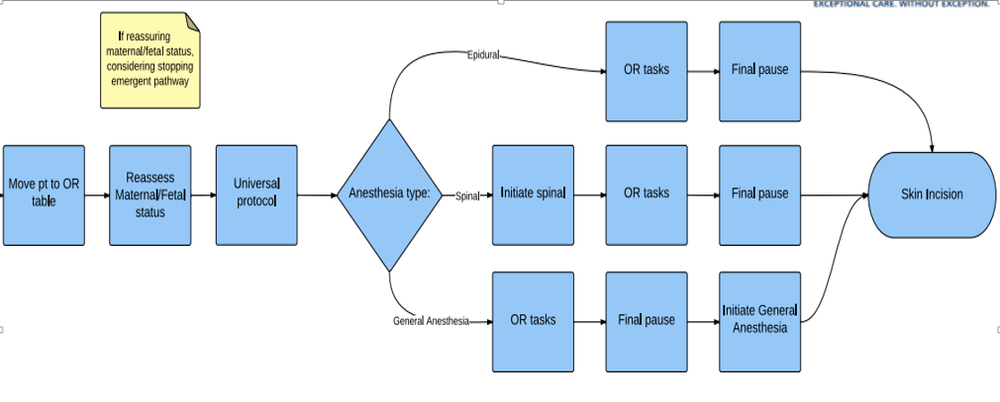 EXCEPTIONAL CARE. WITHOUT EXCEPTION.
If reassuring
maternal/fetal status,
considering stopping
emergent pathway
Epidural
OR tasks
Final pause
Move pt to OR
table
Reassess
Maternal/Fetal
status
Universal
protocol
Anesthesia type:
Spinal
Initiate spinal
OR tasks
Final pause
Skin Incision
General Anesthesia
OR tasks
Final pause
Initiate General
Anesthesia